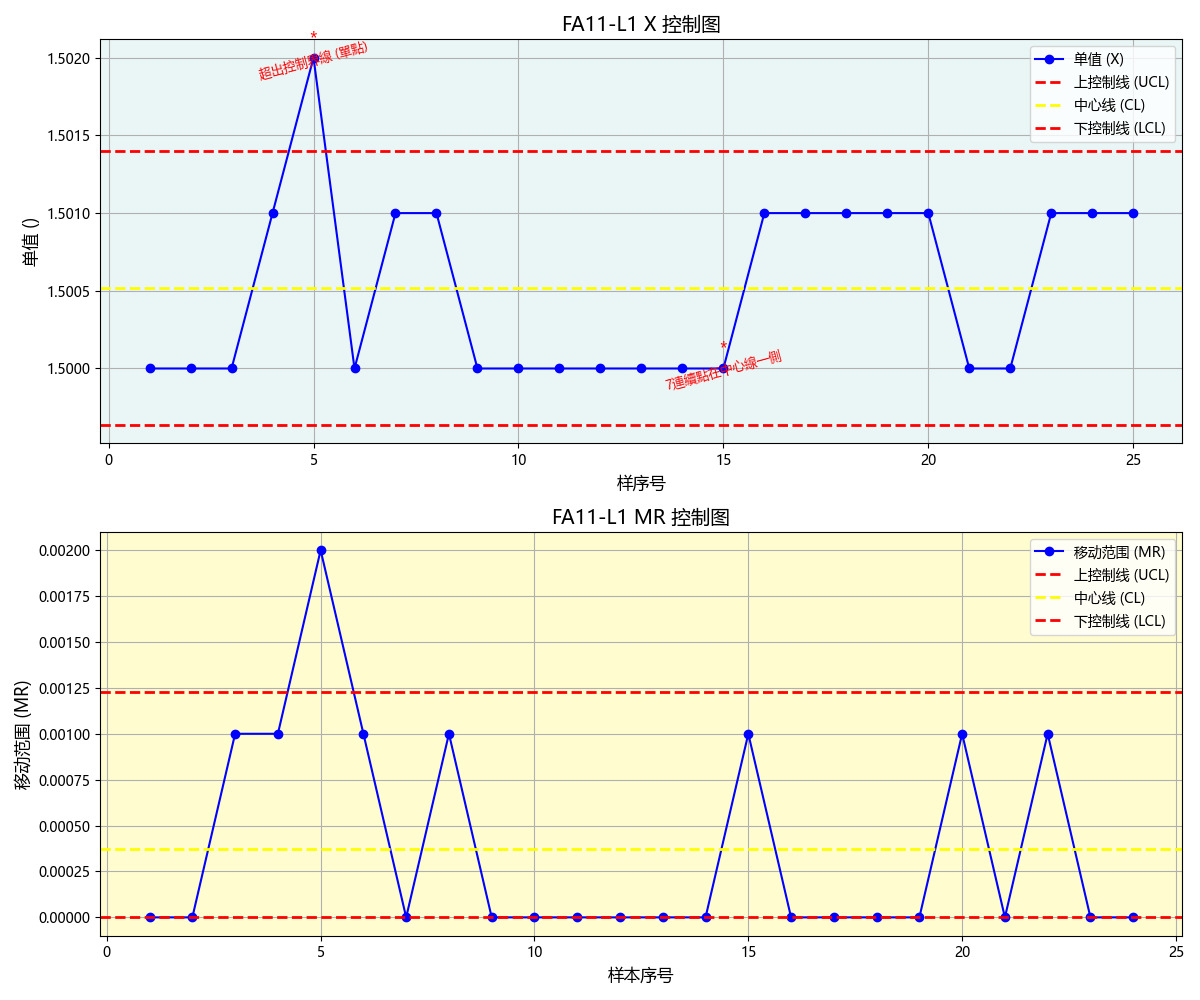 FA11-L1 X 控制图
*
超出控制界線 (單點)
单值 (X)
上控制线 (UCL)
中心线 (CL)
下控制线 (LCL)
单值 ()
1.5020
1.5015
1.5010
1.5005
1.5000
*
7連續點在中心線一側
0 5 10 15 20 25
样序号
FA11-L1 MR 控制图
移动范围 (MR)
上控制线 (UCL)
中心线 (CL)
下控制线 (LCL)
移动范围 (MR)
0.00200
0.00175
0.00150
0.00125
0.00100
0.00075
0.00050
0.00025
0.00000
0 5 10 15 20 25
样本序号